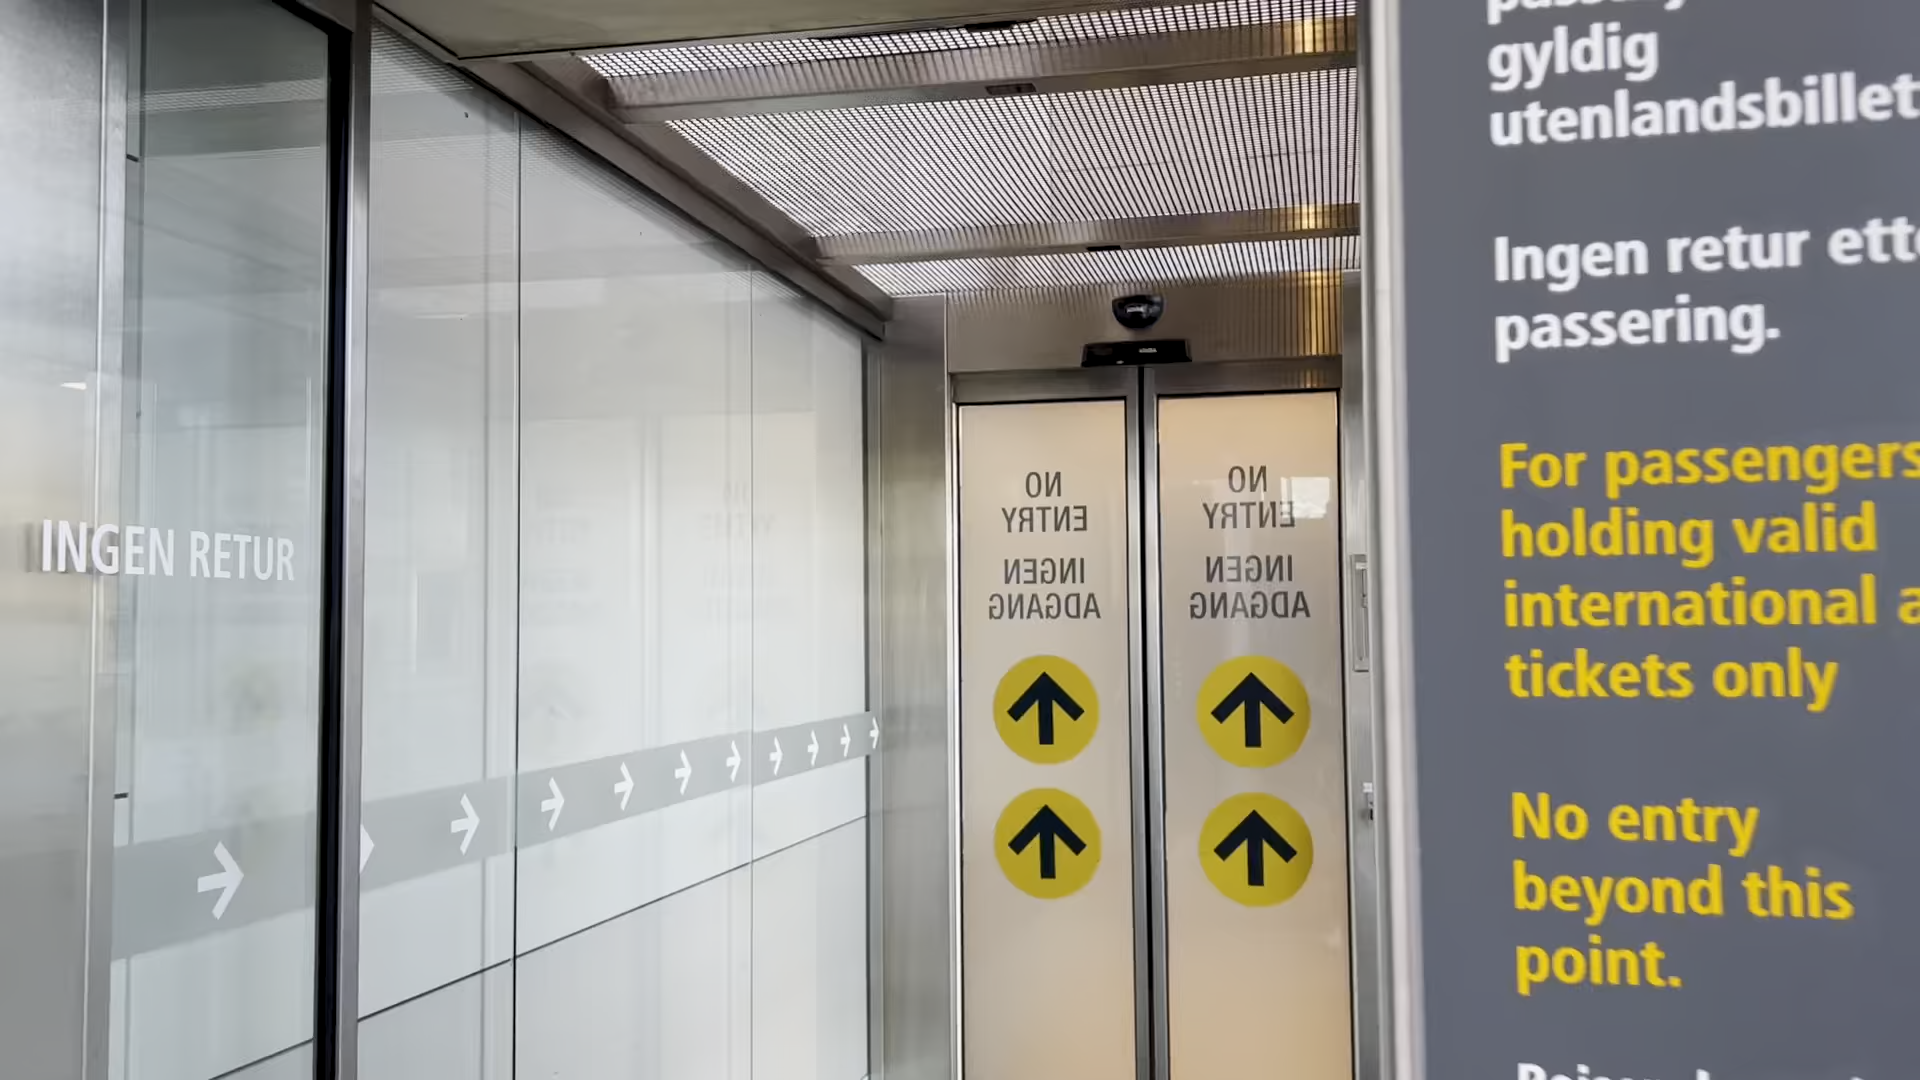 INGEN RETUR
NO
ENTRY
INGEN
ADGANG
NO
ENTRY
INGEN
ADGANG
gyldig
utenlandsbillet
Ingen retur ette
passering.
For passengers
holding valid
international a
tickets only
No entry
beyond this
point.